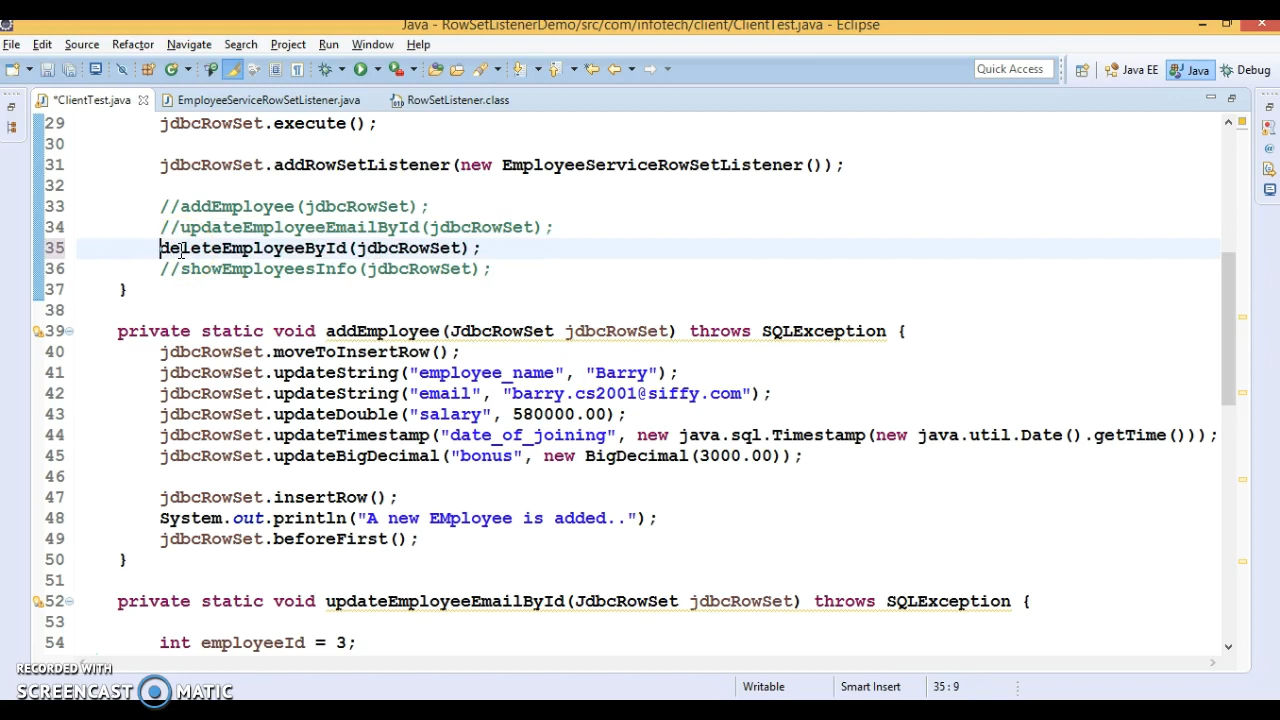 Java - RowSetListenerDemo/src/com/infotech/client/ClientTest.java - Eclipse
File Edit Source Refactor Navigate Search Project Run Window Help
Quick Access Java EE Java Debug
*ClientTest.java EmployeeServiceRowSetListener.java RowSetListener.class
29 jdbcRowSet.execute();
30
31 jdbcRowSet.addRowSetListener(new EmployeeServiceRowSetListener());
32
33 //addEmployee(jdbcRowSet);
34 //updateEmployeeEmailById(jdbcRowSet);
35 deleteEmployeeById(jdbcRowSet);
36 //showEmployeesInfo(jdbcRowSet);
37 }
38
39 private static void addEmployee(JdbcRowSet jdbcRowSet) throws SQLException {
40 jdbcRowSet.moveToInsertRow();
41 jdbcRowSet.updateString("employee_name", "Barry");
42 jdbcRowSet.updateString("email", "barry.cs2001@siffy.com");
43 jdbcRowSet.updateDouble("salary", 580000.00);
44 jdbcRowSet.updateTimestamp("date_of_joining", new java.sql.Timestamp(new java.util.Date().getTime()));
45 jdbcRowSet.updateBigDecimal("bonus", new BigDecimal(3000.00));
46
47 jdbcRowSet.insertRow();
48 System.out.println("A new EMployee is added..");
49 jdbcRowSet.beforeFirst();
50 }
51
52 private static void updateEmployeeEmailById(JdbcRowSet jdbcRowSet) throws SQLException {
53
54 int employeeId = 3;
RECORDED WITH
SCREENCAST MATIC
Writable Smart Insert 35 : 9